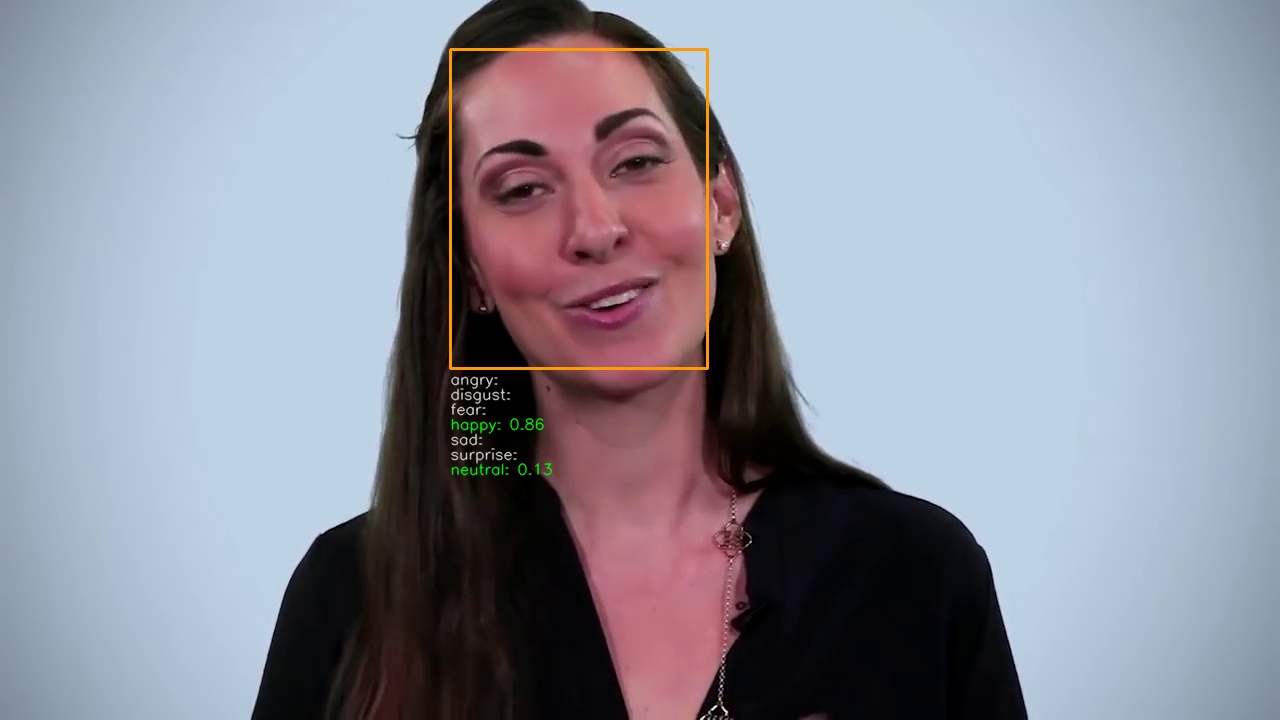 angry:
disgust:
fear:
happy: 0.86
sad:
surprise:
neutral: 0.13